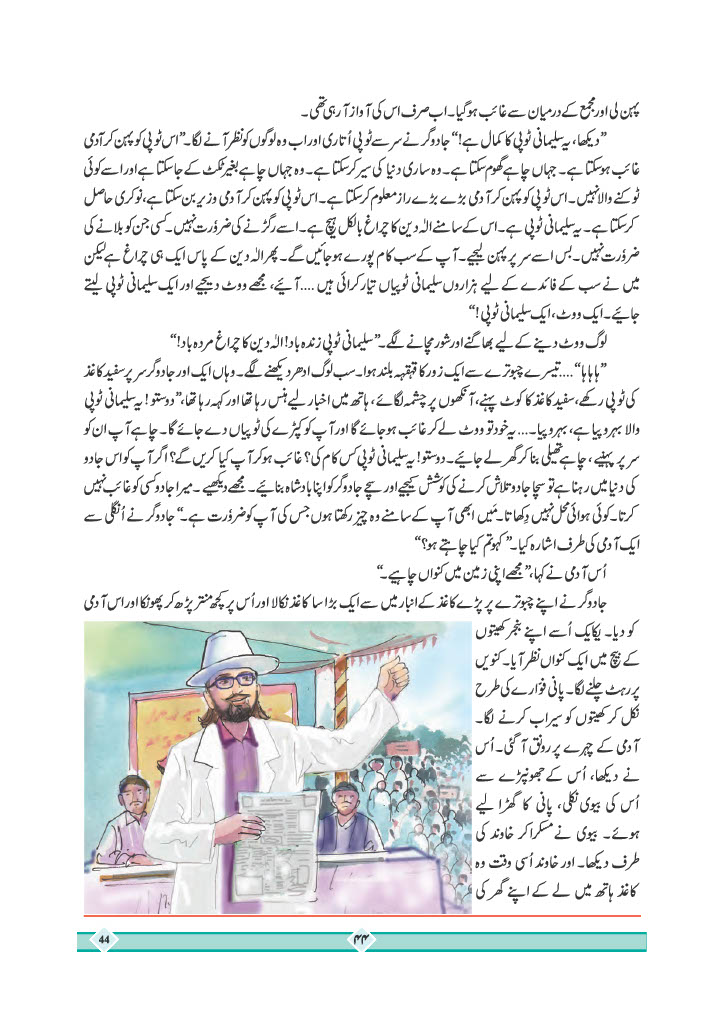 پہن لی اور مجمع کے درمیان سے غائب ہوگیا۔ اب صرف اس کی آواز آرہی تھی۔
”دیکھا، یہ سلیمانی ٹوپی کا کمال ہے!“ جادوگر نے سر سے ٹوپی اُتاری اور اب وہ لوگوں کو نظر آنے لگا۔ ”اس ٹوپی کو پہن کر آدمی
غائب ہوسکتا ہے۔ جہاں چاہے گھوم سکتا ہے۔ وہ ساری دنیا کی سیر کرسکتا ہے۔ وہ جہاں چاہے بغیر ٹکٹ کے جاسکتا ہے اور اسے کوئی
ٹوکنے والا نہیں۔ اس ٹوپی کو پہن کر آدمی بڑے بڑے راز معلوم کرسکتا ہے۔ اس ٹوپی کو پہن کر آدمی وزیر بن سکتا ہے، نوکری حاصل
کرسکتا ہے۔ یہ سلیمانی ٹوپی ہے۔ اس کے سامنے الہٰ دین کا چراغ بالکل ہیچ ہے۔ اسے رگڑنے کی ضرورت نہیں۔ کسی جن کو بلانے کی
ضرورت نہیں۔ بس اسے سر پر پہن لیجیے۔ آپ کے سب کام پورے ہوجائیں گے۔ پھر الہٰ دین کے پاس ایک ہی چراغ ہے لیکن
میں نے سب کے فائدے کے لیے ہزاروں سلیمانی ٹوپیاں تیار کرائی ہیں .... آیئے، مجھے ووٹ دیجیے اور ایک سلیمانی ٹوپی لیتے
جائیے۔ ایک ووٹ، ایک سلیمانی ٹوپی!“
لوگ ووٹ دینے کے لیے بھاگنے اور شور مچانے لگے۔ ”سلیمانی ٹوپی زندہ باد! الہٰ دین کا چراغ مردہ باد!“
”ہاہاہا“.... تیسرے چبوترے سے ایک زور کا قہقہہ بلند ہوا۔ سب لوگ ادھر دیکھنے لگے۔ وہاں ایک اور جادوگر سر پر سفید کاغذ
کی ٹوپی رکھے، سفید کاغذ کا کوٹ پہنے، آنکھوں پر چشمہ لگائے، ہاتھ میں اخبار لیے ہنس رہا تھا اور کہہ رہا تھا، ”دوستو! یہ سلیمانی ٹوپی
والا بہروپیا ہے، بہروپیا۔... یہ خود تو ووٹ لے کر غائب ہوجائے گا اور آپ کو کپڑے کی ٹوپیاں دے جائے گا۔ چاہے آپ ان کو
سر پر پہنیے، چاہے تھیلی بنا کر گھر لے جائیے۔ دوستو! یہ سلیمانی ٹوپی کس کام کی؟ غائب ہوکر آپ کیا کریں گے؟ اگر آپ کو اس جادو
کی دنیا میں رہنا ہے تو سچا جادو تلاش کرنے کی کوشش کیجیے اور سچے جادوگر کو اپنا بادشاہ بنائیے۔ مجھے دیکھیے۔ میرا جادو کسی کو غائب نہیں
کرتا۔ کوئی ہوائی محل نہیں دِکھاتا۔ مَیں ابھی آپ کے سامنے وہ چیز رکھتا ہوں جس کی آپ کو ضرورت ہے۔“ جادوگر نے اُنگلی سے
ایک آدمی کی طرف اشارہ کیا۔ ”کہو تم کیا چاہتے ہو؟“
اُس آدمی نے کہا، ”مجھے اپنی زمین میں کنواں چاہیے۔“
جادوگر نے اپنے چبوترے پر پڑے کاغذ کے انبار میں سے ایک بڑا سا کاغذ نکالا اور اُس پر کچھ منتر پڑھ کر پھونکا اور اس آدمی
کو دیا۔ یکایک اُسے اپنے بنجر کھیتوں
کے بیچ میں ایک کنواں نظر آیا۔ کنویں
پر رہٹ چلنے لگا۔ پانی فوّارے کی طرح
نکل کر کھیتوں کو سیراب کرنے لگا۔
آدمی کے چہرے پر رونق آگئی۔ اُس
نے دیکھا، اُس کے جھونپڑے سے
اُس کی بیوی نکلی، پانی کا گھڑا لیے
ہوئے۔ بیوی نے مسکرا کر خاوند کی
طرف دیکھا۔ اور خاوند اُسی وقت وہ
کاغذ ہاتھ میں لے کے اپنے گھر کی
44
۴۴